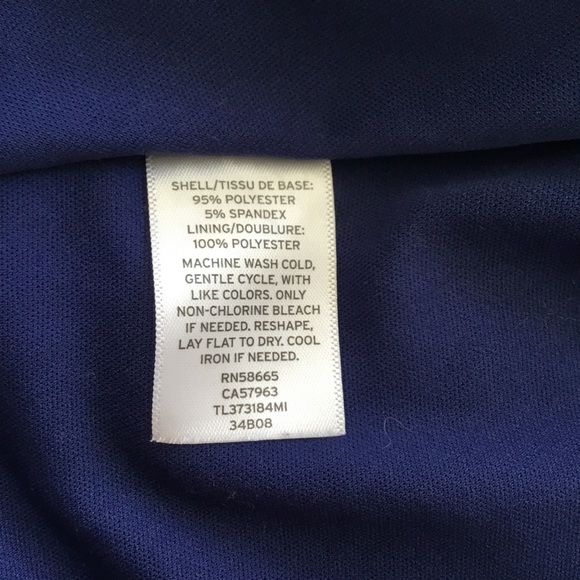 SHELL/TISSU DE BASE:
95% POLYESTER
5% SPANDEX
LINING/DOUBLURE:
100% POLYESTER
MACHINE WASH COLD,
GENTLE CYCLE, WITH
LIKE COLORS. ONLY
NON-CHLORINE BLEACH
IF NEEDED. RESHAPE,
LAY FLAT TO DRY. COOL
IRON IF NEEDED.
RN58665
CA57963
TL373184MI
34B08